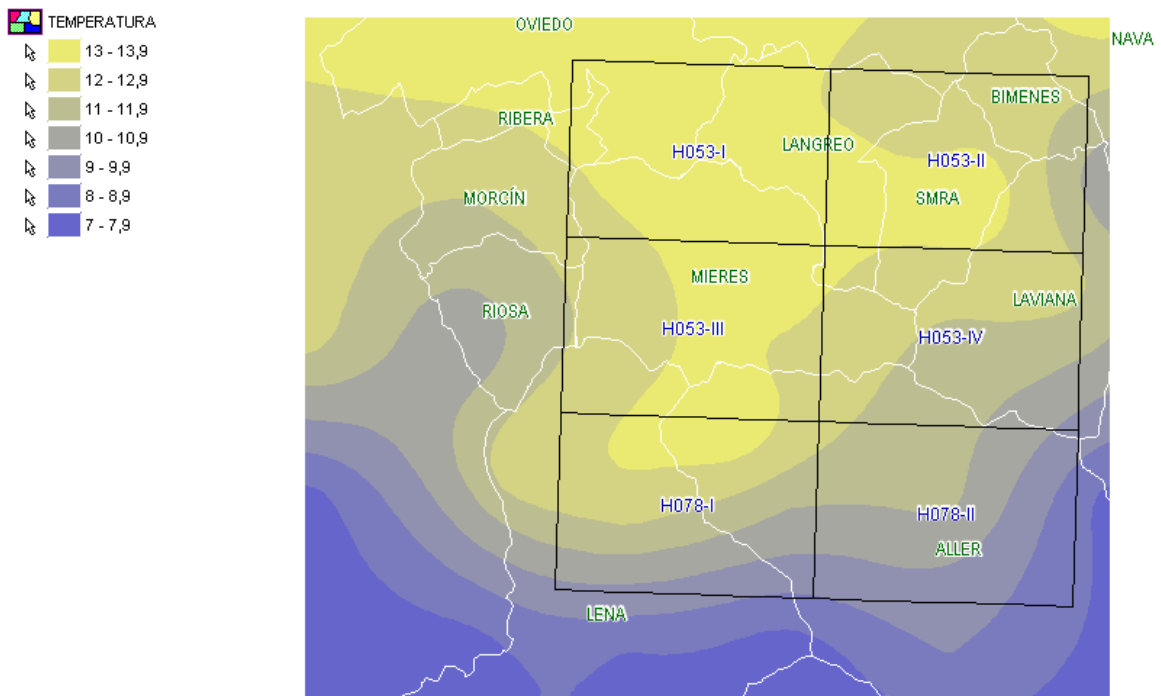 TEMPERATURA
13 - 13,9
12 - 12,9
11 - 11,9
10 - 10,9
9 - 9,9
8 - 8,9
7 - 7,9
OVIEDO
NAVA
BIMENES
RIBERA
LANGREO
H053-I
H053-II
MORCÍN
SMRA
MIERES
LAVIANA
RIOSA
H053-III
H053-IV
H078-I
H078-II
ALLER
LENA